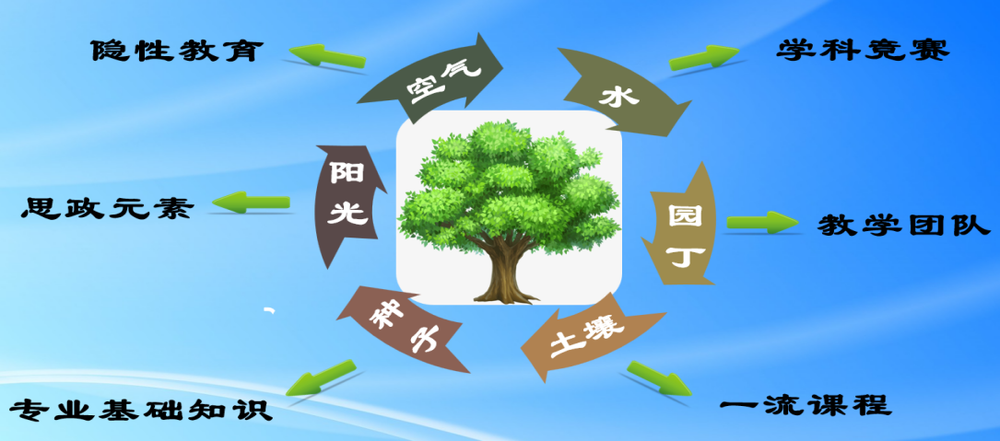 隐性教育
空气
水
学科竞赛
思政元素
阳光
园丁
教学团队
种子
土壤
专业基础知识
一流课程